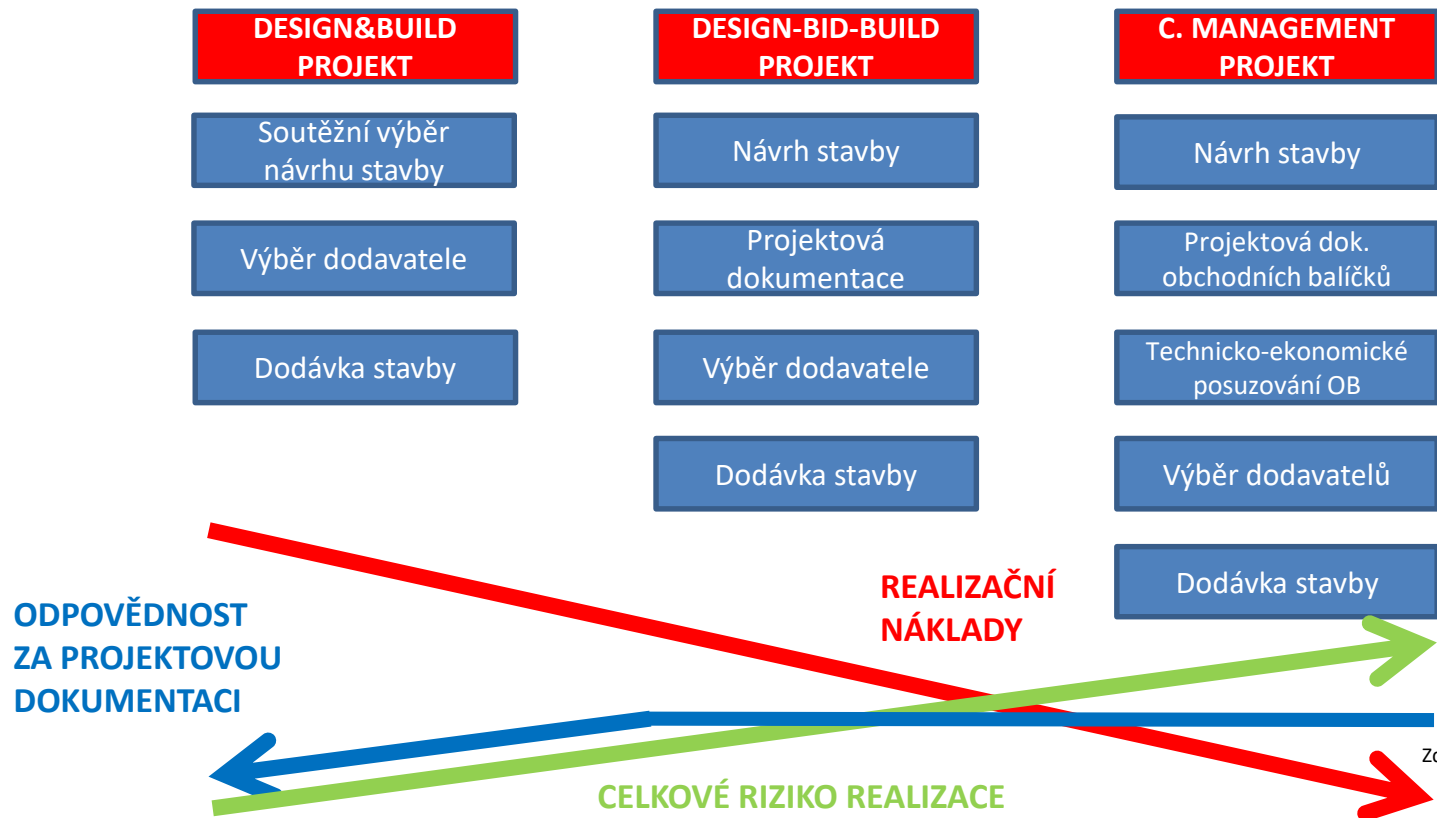 DESIGN&BUILD
PROJEKT
Soutěžní výběr
návrhu stavby
Výběr dodavatele
Dodávka stavby
DESIGN-BID-BUILD
PROJEKT
Návrh stavby
Projektová
dokumentace
Výběr dodavatele
Dodávka stavby
C. MANAGEMENT
PROJEKT
Návrh stavby
Projektová dok.
obchodních balíčků
Technicko-ekonomické
posuzování OB
Výběr dodavatelů
Dodávka stavby
ODPOVĚDNOST
ZA PROJEKTOVOU
DOKUMENTACI
REALIZAČNÍ
NÁKLADY
CELKOVÉ RIZIKO REALIZACE